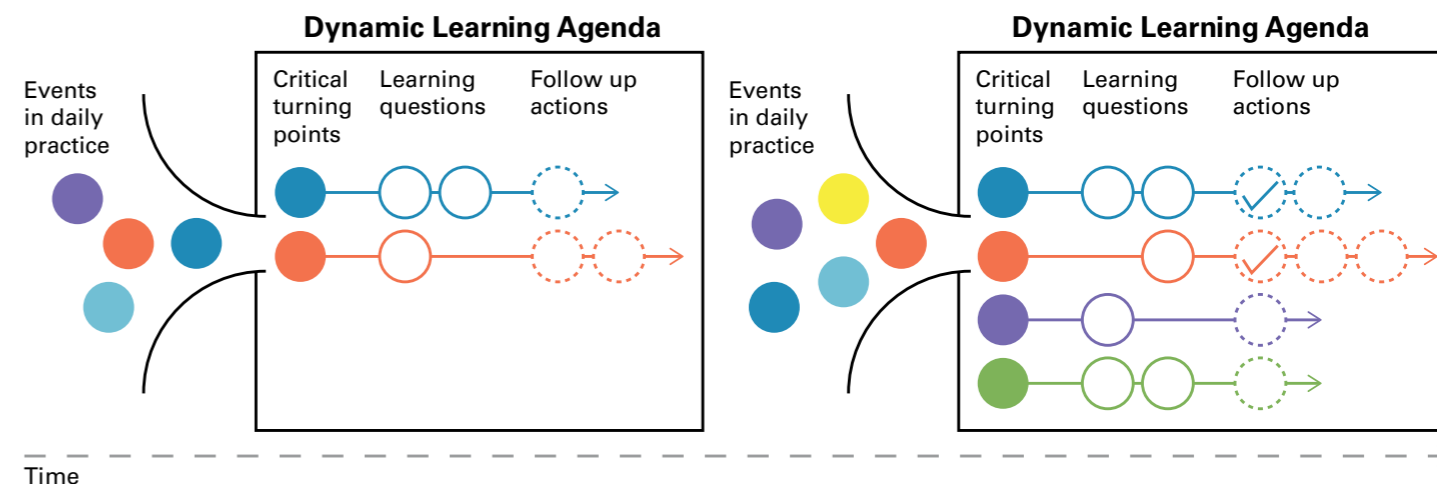 Dynamic Learning Agenda
Events
in daily
practice
Critical
turning
points
Learning
questions
Follow up
actions
Dynamic Learning Agenda
Events
in daily
practice
Critical
turning
points
Learning
questions
Follow up
actions
Time